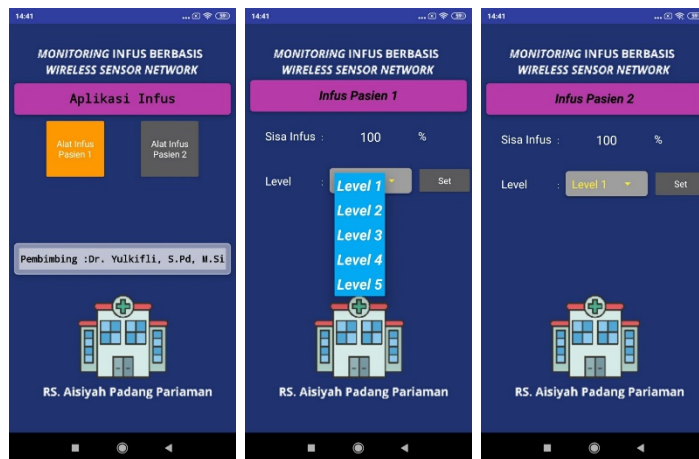 14:41
MONITORING INFUS BERBASIS
WIRELESS SENSOR NETWORK
Aplikasi Infus
Alat Infus
Pasien 1
Alat Infus
Pasien 2
Pembimbing :Dr. Yulkifli, S.Pd, M.Si
RS. Aisiyah Padang Pariaman
14:41
MONITORING INFUS BERBASIS
WIRELESS SENSOR NETWORK
Infus Pasien 1
Sisa Infus : 100 %
Level : Set
Level 1
Level 2
Level 3
Level 4
Level 5
RS. Aisiyah Padang Pariaman
14:41
MONITORING INFUS BERBASIS
WIRELESS SENSOR NETWORK
Infus Pasien 2
Sisa Infus : 100 %
Level : Level 1 Set
RS. Aisiyah Padang Pariaman